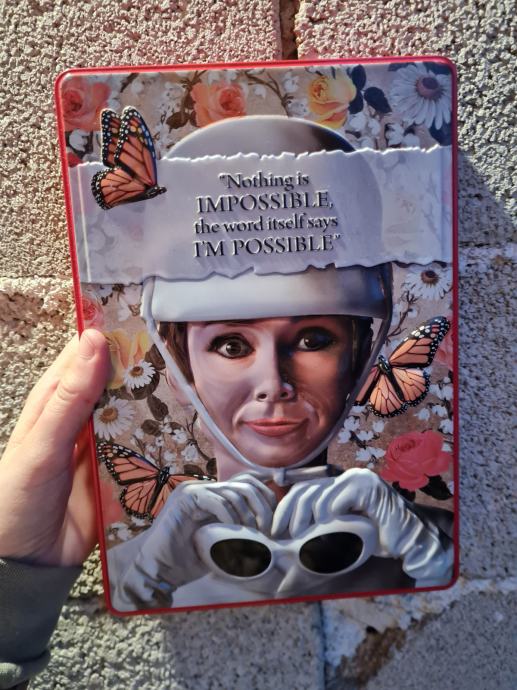 "Nothing is
IMPOSSIBLE,
the word itself says
I'M POSSIBLE"